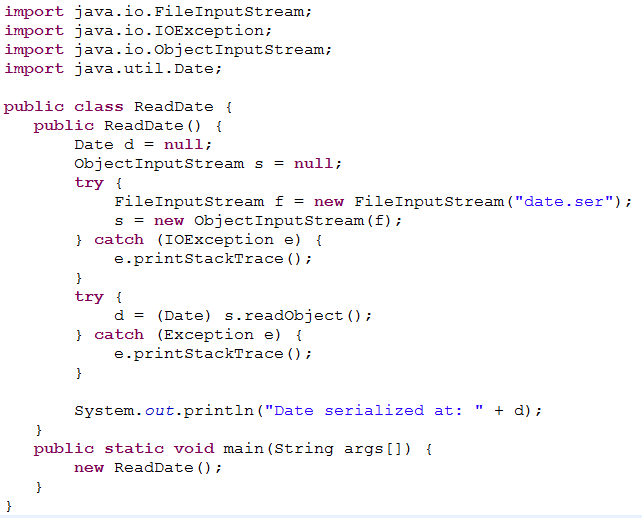 import java.io.FileInputStream;
import java.io.IOException;
import java.io.ObjectInputStream;
import java.util.Date;

public class ReadDate {
   public ReadDate() {
       Date d = null;
       ObjectInputStream s = null;
       try {
           FileInputStream f = new FileInputStream("date.ser");
           s = new ObjectInputStream(f);
       } catch (IOException e) {
           e.printStackTrace();
       }
       try {
           d = (Date) s.readObject();
       } catch (Exception e) {
           e.printStackTrace();
       }

       System.out.println("Date serialized at: " + d);
   }
   public static void main(String args[]) {
       new ReadDate();
   }
}